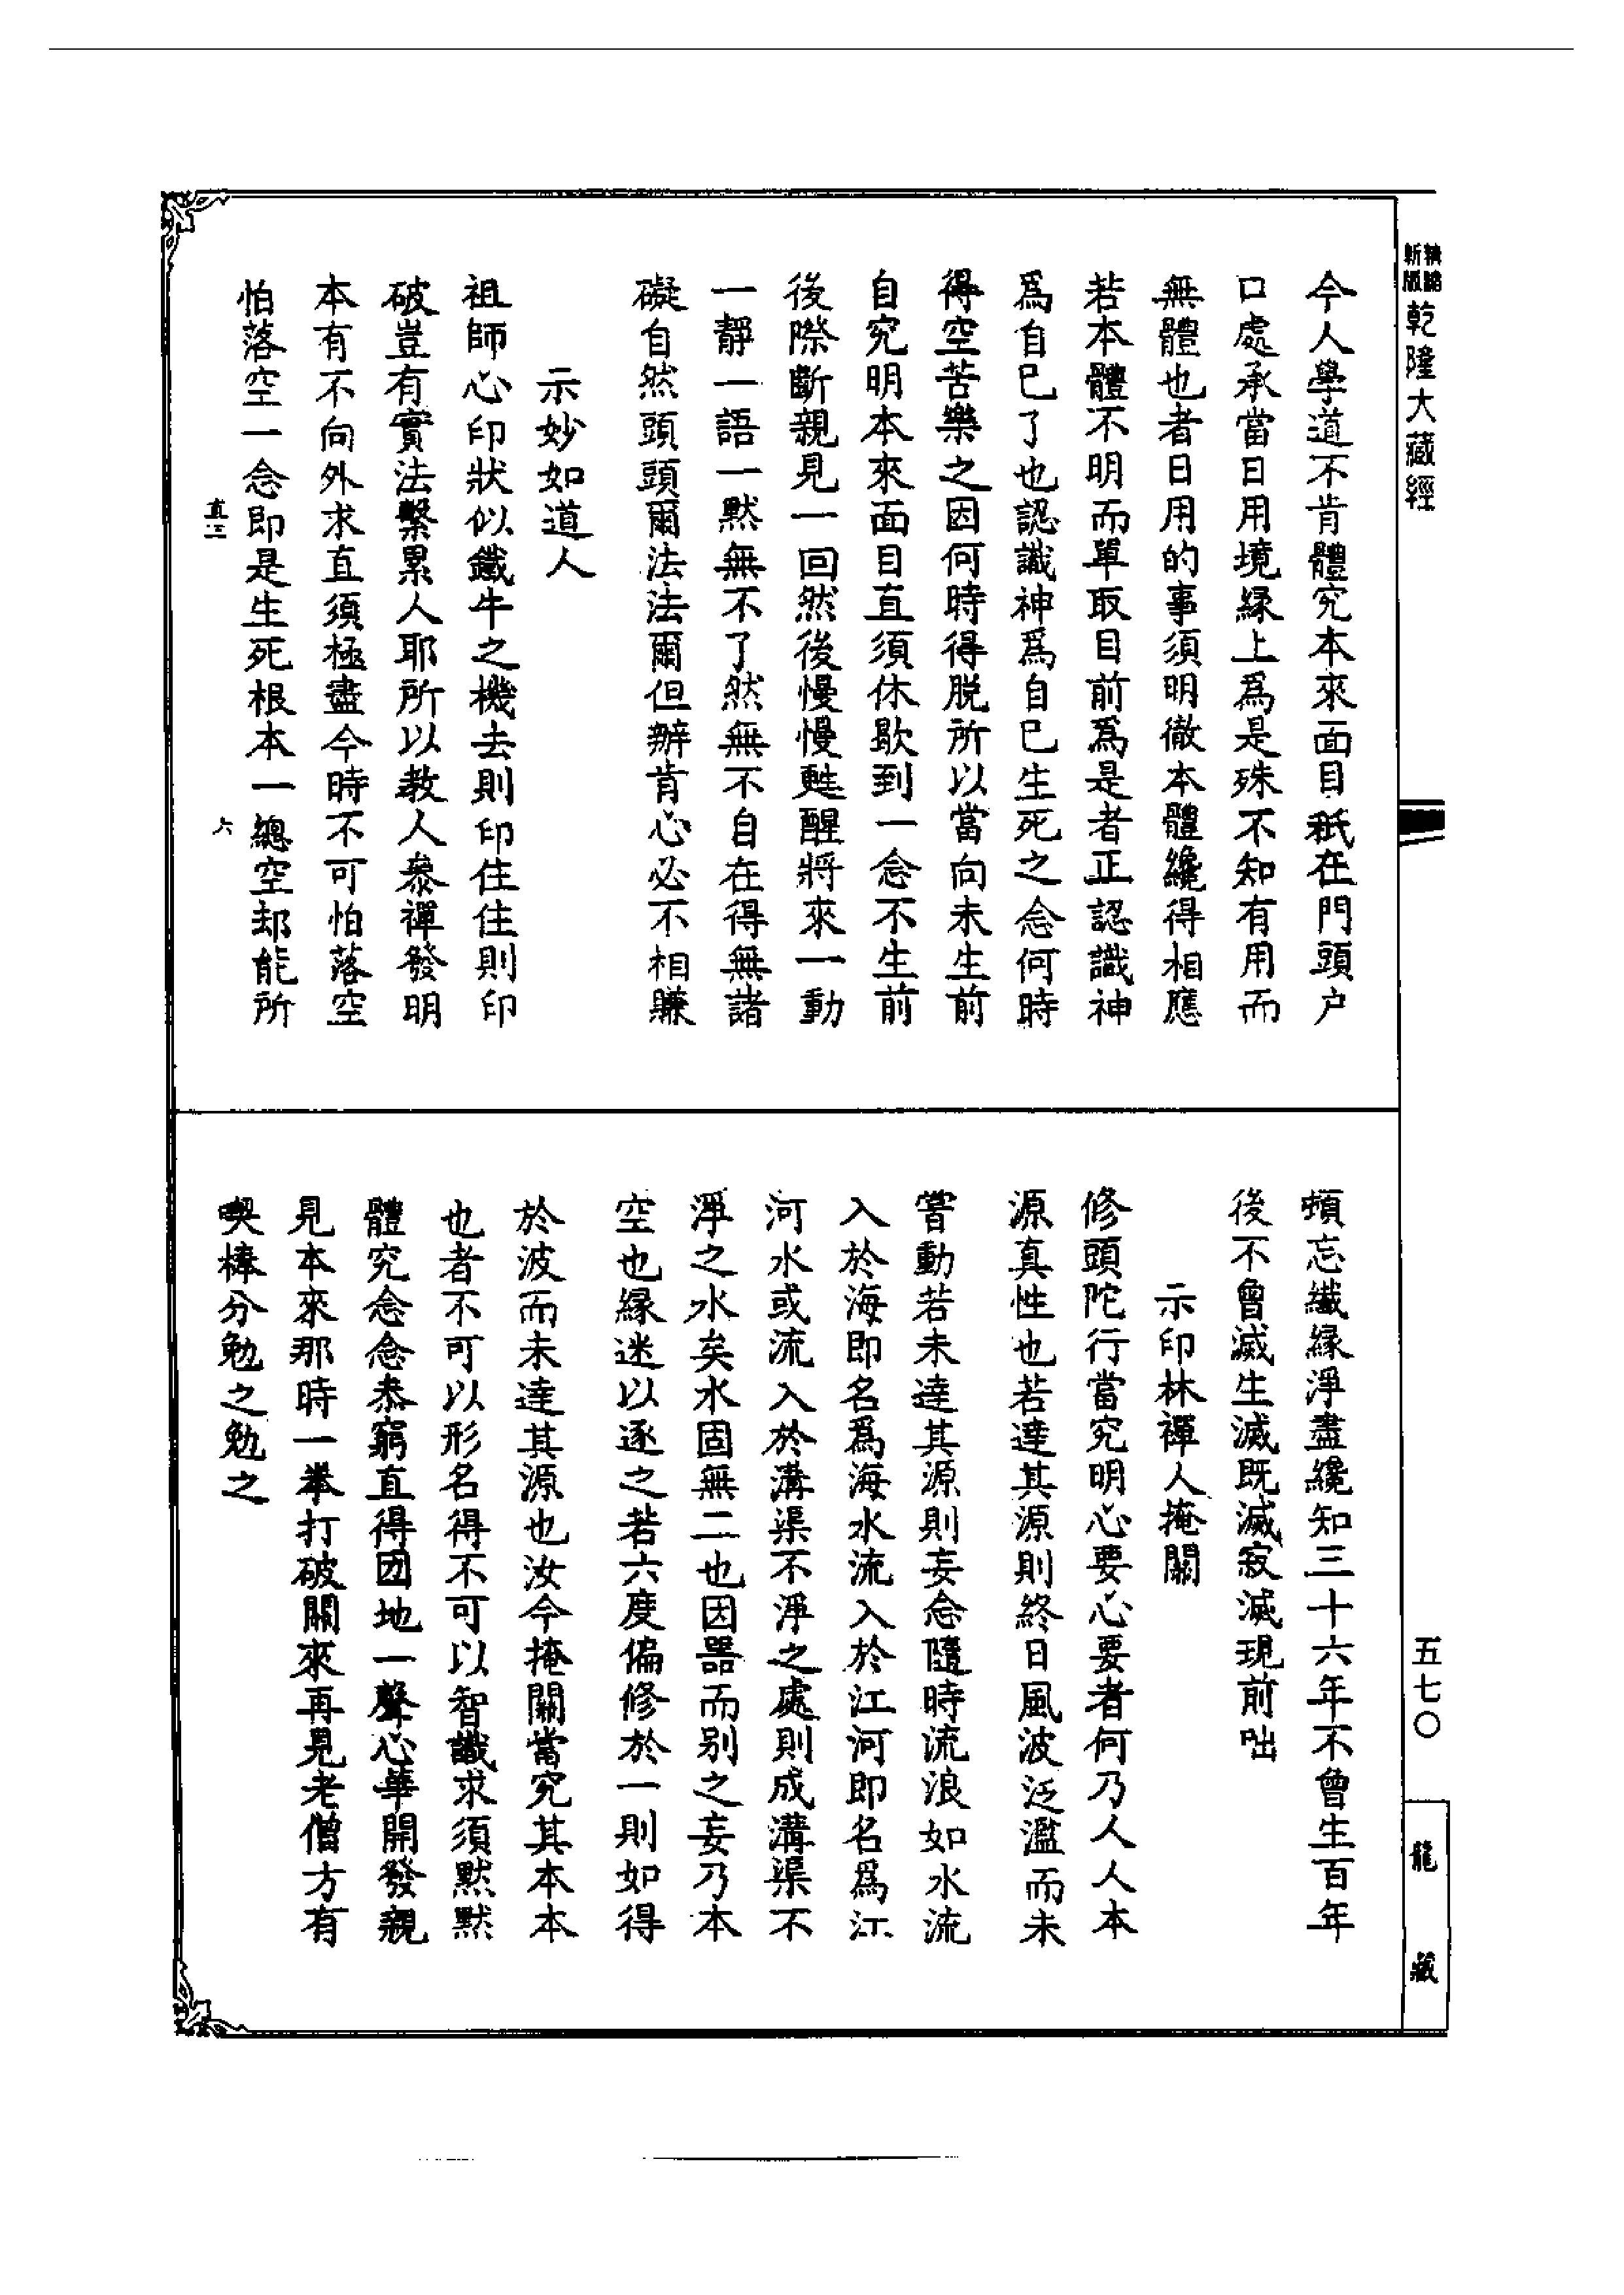 精縮新版乾隆大藏經
今人學道不肯體究本來面目秪在門頭户
口處承當日用境緣上爲是殊不知有用而
無體也者日用的事須明徹本體纔得相應
若本體不明而單取目前爲是者正認識神
爲自巳了也認識神爲自巳生死之念何時
得空苦樂之因何時得脱所以當向未生前
自究明本來面目直須休歇到一念不生前
後際斷親見一回然後慢慢甦醒將來一動
一靜一語一默無不了然無不自在得無諸
礙自然頭頭爾法法爾但辦肯心必不相賺
示妙如道人
祖師心印狀似鐵牛之機去則印住住則印
破豈有實法繫累人耶所以教人叅禪發明
本有不向外求直須極盡今時不可怕落空
怕落空一念即是生死根本一總空却能所
直三
六
頓忘纖緣淨盡纔知三十六年不曾生百年
後不曾滅生滅既滅寂滅現前咄
示印林禪人掩關
修頭陀行當究明心要心要者何乃人人本
源真性也若達其源則終日風波泛濫而未
嘗動若未達其源則妄念隨時流浪如水流
入於海即名爲海水流入於江河即名爲江
河水或流入於溝渠不淨之處則成溝渠不
淨之水矣水固無二也因器而别之妄乃本
空也緣迷以逐之若六度偏修於一則如得
於波而未達其源也汝今掩關當究其本本
也者不可以形名得不可以智識求須默默
體究念念叅窮直得囫地一聲心華開發親
見本來那時一拳打破關來再見老僧方有
喫棒分勉之勉之
五七〇
龍藏